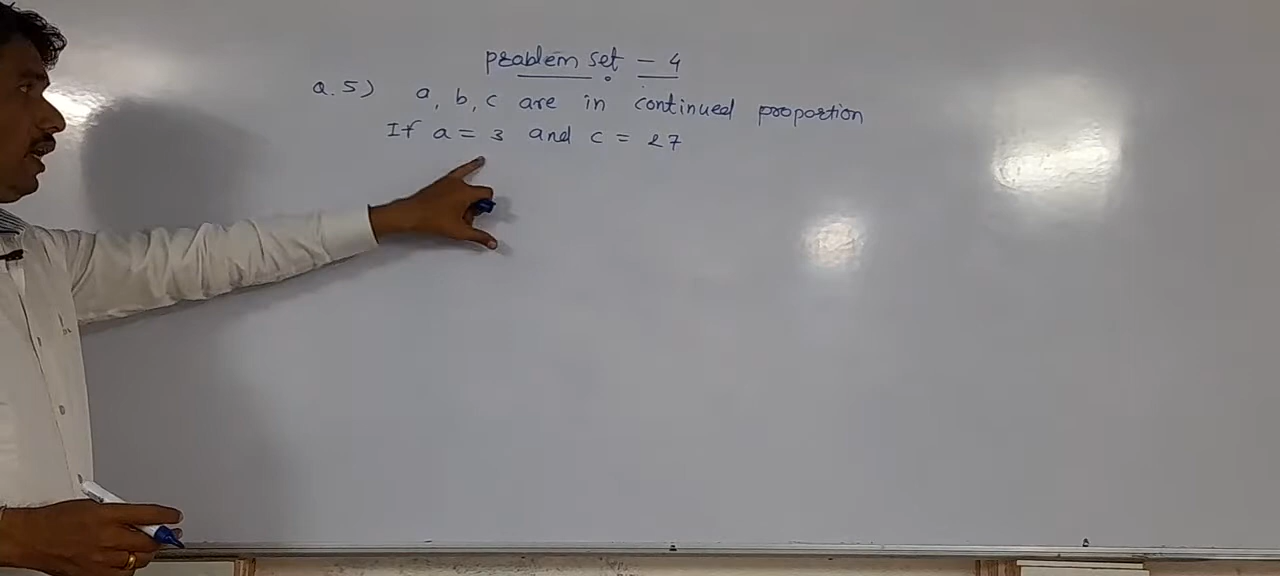 problem set - 4
Q.5) a, b, c are in continued proportion
If a = 3 and c = 27